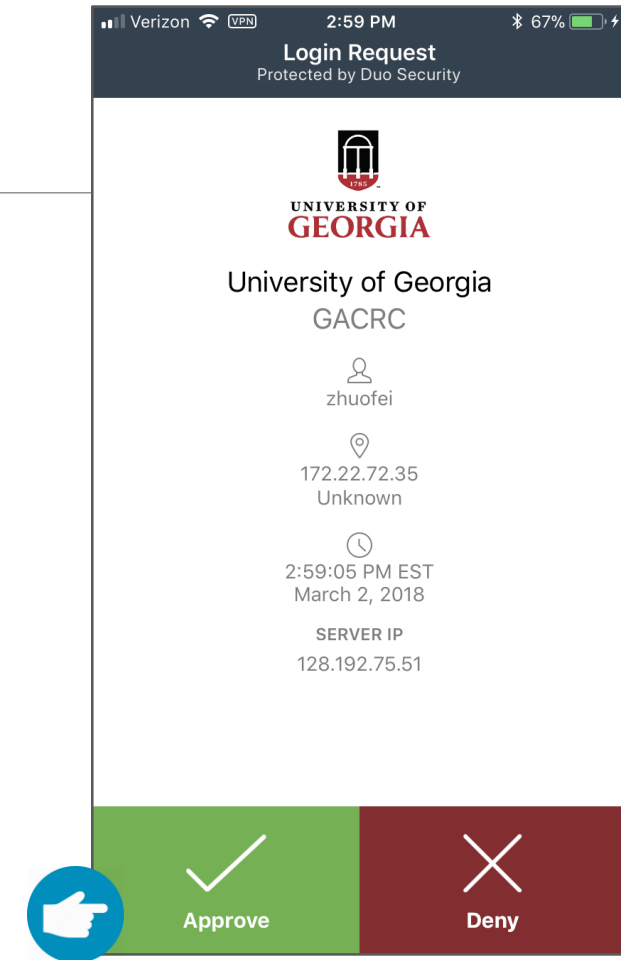 Verizon VPN 2:59 PM 67%
Login Request
Protected by Duo Security
1785
UNIVERSITY OF
GEORGIA
University of Georgia
GACRC
zhuofei
172.22.72.35
Unknown
2:59:05 PM EST
March 2, 2018
SERVER IP
128.192.75.51
Approve Deny